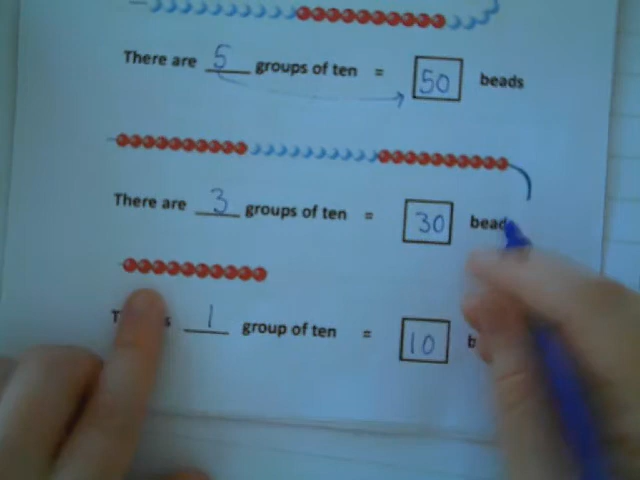 There are 5 groups of ten = 50 beads
There are 3 groups of ten = 30
1 group of ten = 10